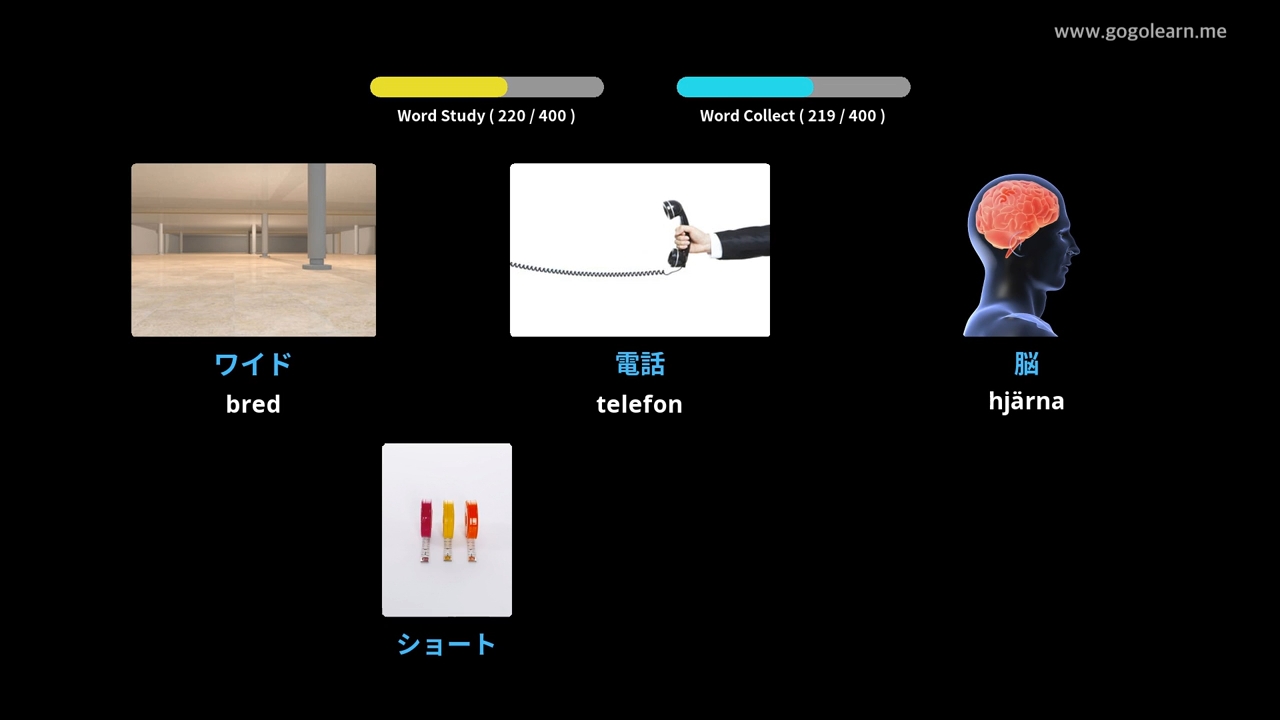 www.gogolearn.me
Word Study ( 220 / 400 )
Word Collect ( 219 / 400 )
ワイド
電話
脳
bred
telefon
hjärna
ショート